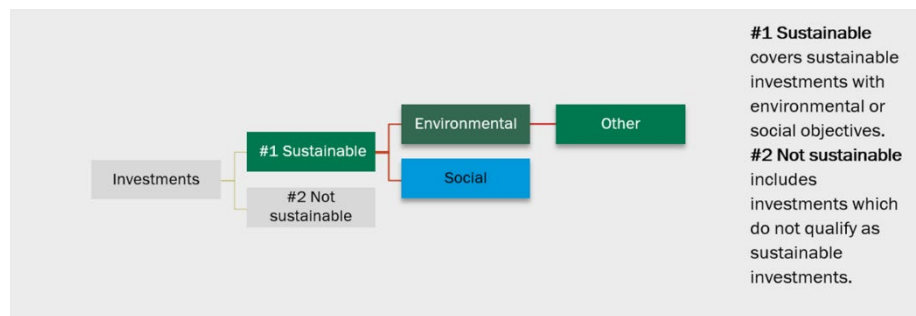 Investments
#1 Sustainable
#2 Not
sustainable
Environmental
Social
Other
#1 Sustainable
covers sustainable
investments with
environmental or
social objectives.
#2 Not sustainable
includes
investments which
do not qualify as
sustainable
investments.